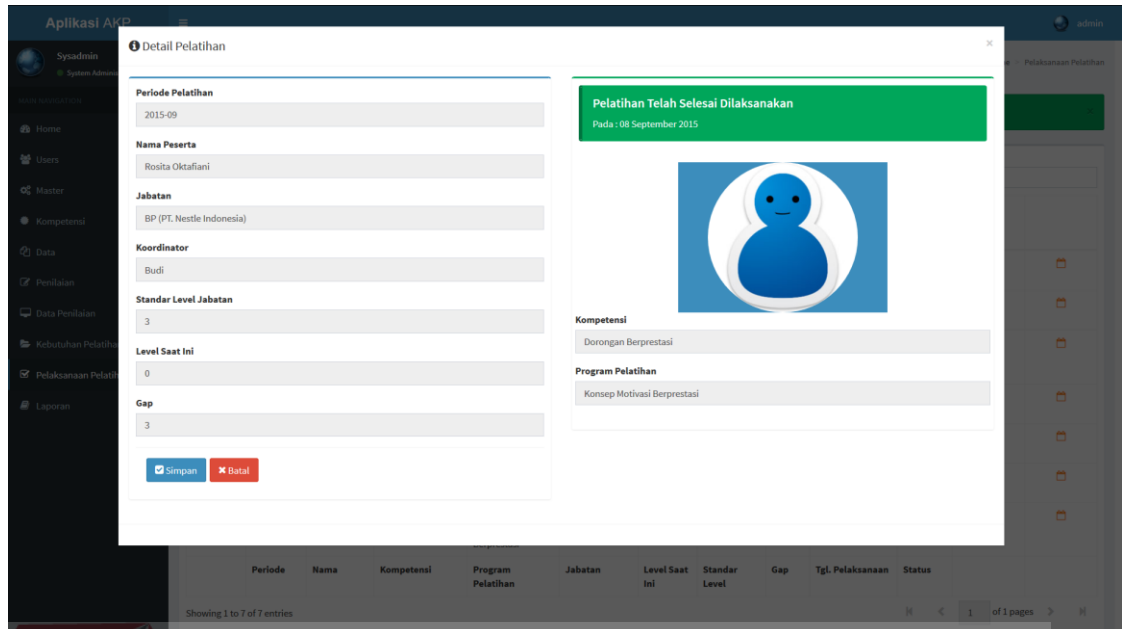 Aplikasi AKP
admin
Sysadmin
System Adminis
Pelaksanaan Pelatihan
MAIN NAVIGATION
Home
Users
Master
Kompetensi
Data
Penilaian
Data Penilaian
Kebutuhan Pelatiha
Pelaksanaan Pelatih
Laporan
Detail Pelatihan
×
Periode Pelatihan
2015-09
Nama Peserta
Rosita Oktafiani
Jabatan
BP (PT. Nestle Indonesia)
Koordinator
Budi
Standar Level Jabatan
3
Level Saat Ini
0
Gap
3
Simpan
Batal
Pelatihan Telah Selesai Dilaksanakan
Pada : 08 September 2015
Kompetensi
Dorongan Berprestasi
Program Pelatihan
Konsep Motivasi Berprestasi
Periode Nama Kompetensi Program Pelatihan Jabatan Level Saat Ini Standar Level Gap Tgl. Pelaksanaan Status
Showing 1 to 7 of 7 entries
1 of 1 pages